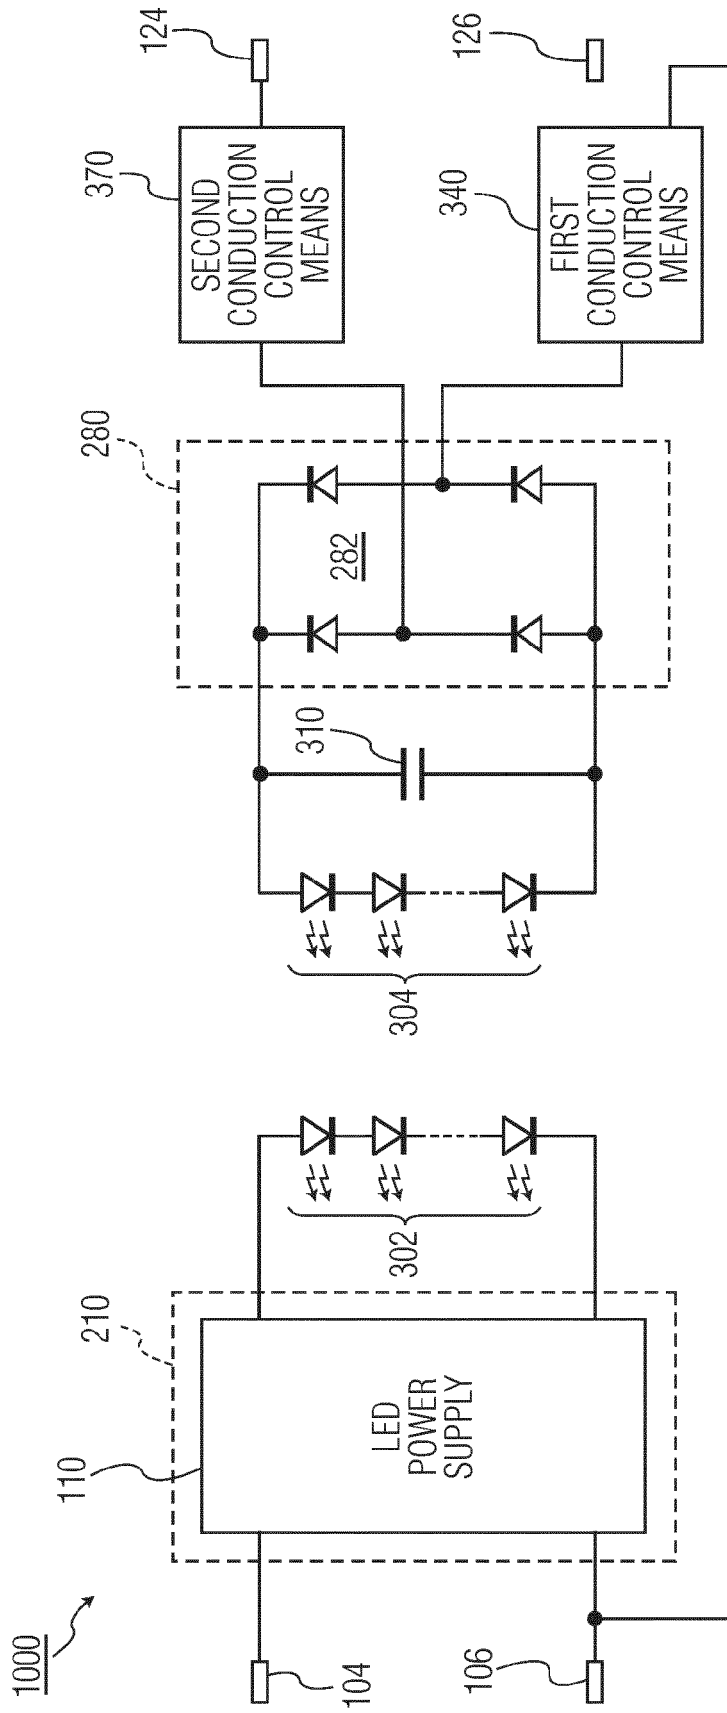 1000
104
106
110
210
LED
POWER
SUPPLY
302
304
310
280
282
370
SECOND
CONDUCTION
CONTROL
MEANS
340
FIRST
CONDUCTION
CONTROL
MEANS
124
126